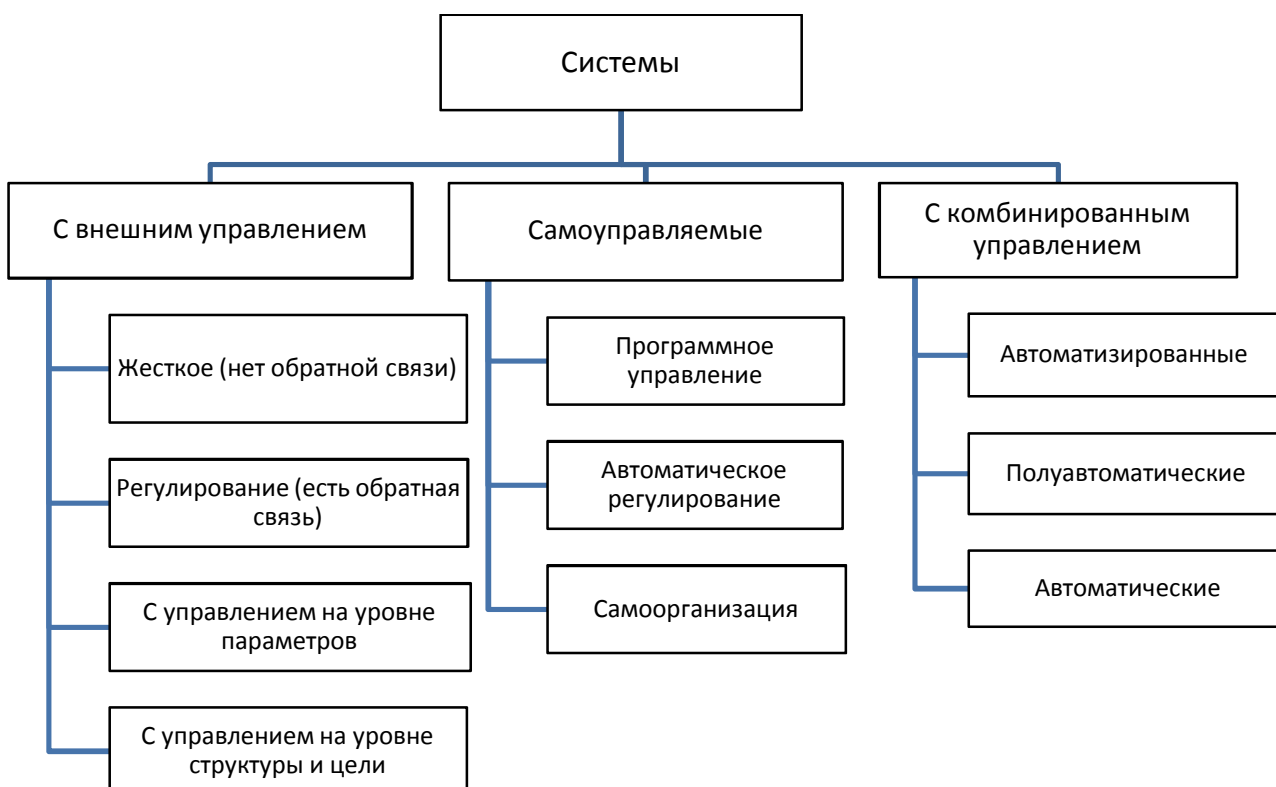 Системы
С внешним управлением
Жесткое (нет обратной связи)
Регулирование (есть обратная
связь)
С управлением на уровне
параметров
С управлением на уровне
структуры и цели
Самоуправляемые
Программное
управление
Автоматическое
регулирование
Самоорганизация
С комбинированным
управлением
Автоматизированные
Полуавтоматические
Автоматические